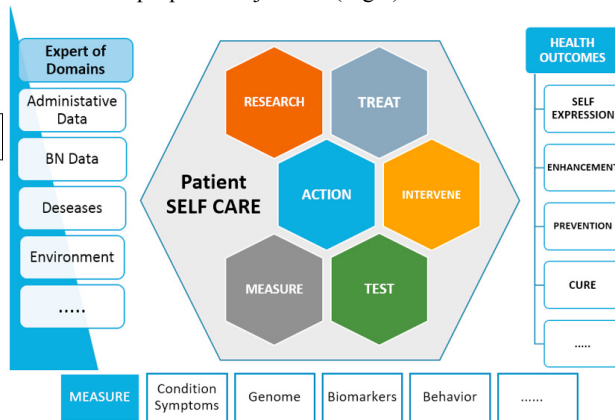 Expert of
Domains
Administative
Data
BN Data
Deseases
Environment
.....
RESEARCH
TREAT
Patient
SELF CARE
ACTION
INTERVENE
MEASURE
TEST
HEALTH
OUTCOMES
SELF
EXPRESSION
ENHANCEMENT
PREVENTION
CURE
.....
MEASURE
Condition
Symptoms
Genome
Biomarkers
Behavior
......